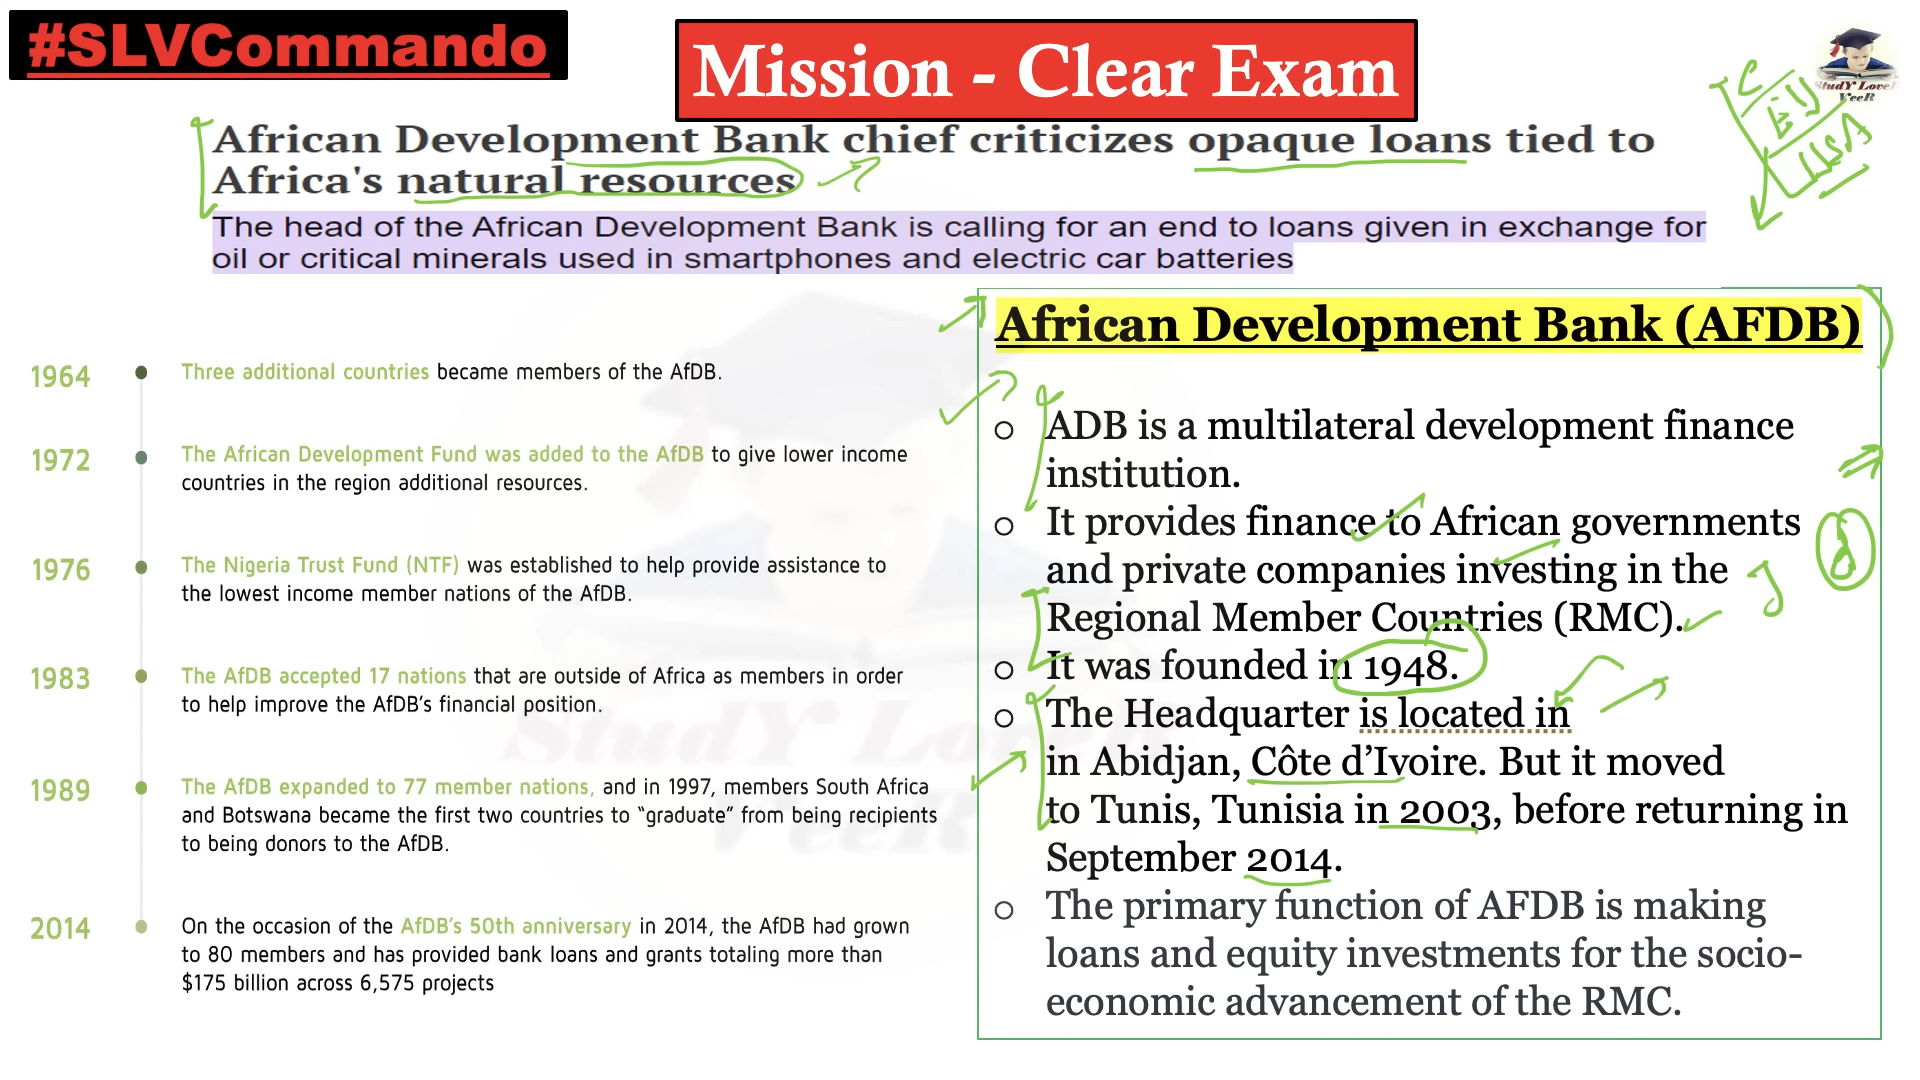 #SLVCommando
Mission - Clear Exam
StudY LoveR
VeeR
C
EU
USA
African Development Bank chief criticizes opaque loans tied to
Africa's natural resources
The head of the African Development Bank is calling for an end to loans given in exchange for
oil or critical minerals used in smartphones and electric car batteries
1964
Three additional countries became members of the AfDB.
1972
The African Development Fund was added to the AfDB to give lower income
countries in the region additional resources.
1976
The Nigeria Trust Fund (NTF) was established to help provide assistance to
the lowest income member nations of the AfDB.
1983
The AfDB accepted 17 nations that are outside of Africa as members in order
to help improve the AfDB's financial position.
1989
The AfDB expanded to 77 member nations, and in 1997, members South Africa
and Botswana became the first two countries to “graduate” from being recipients
to being donors to the AfDB.
2014
On the occasion of the AfDB's 50th anniversary in 2014, the AfDB had grown
to 80 members and has provided bank loans and grants totaling more than
$175 billion across 6,575 projects
African Development Bank (AFDB)
ADB is a multilateral development finance
institution.
It provides finance to African governments
and private companies investing in the
Regional Member Countries (RMC).
It was founded in 1948.
The Headquarter is located in
in Abidjan, Côte d’Ivoire. But it moved
to Tunis, Tunisia in 2003, before returning in
September 2014.
The primary function of AFDB is making
loans and equity investments for the socio-
economic advancement of the RMC.
StudY LoveR
VeeR